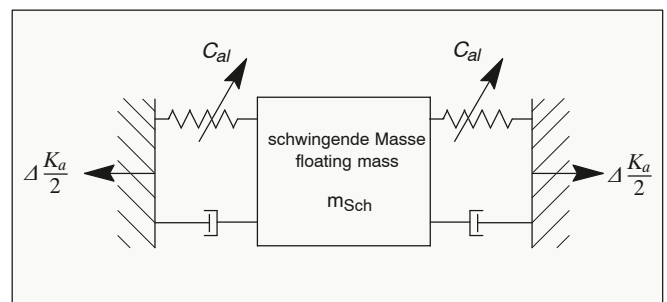 C_al
C_al
schwingende Masse
floating mass
m_Sch
Δ K_a/2
Δ K_a/2